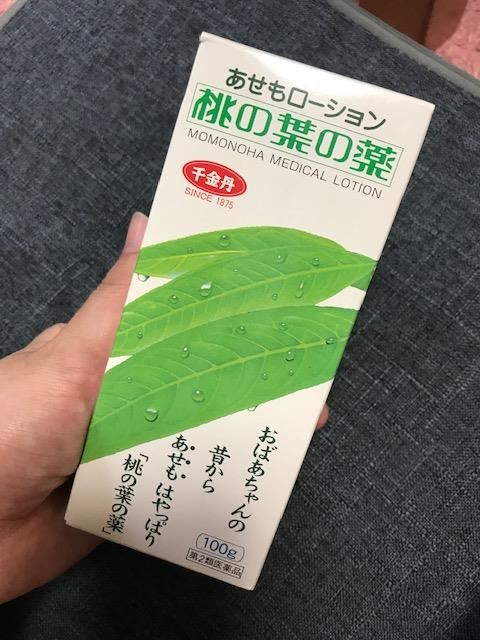 あせもローション
桃の葉の薬
MOMONOHA MEDICAL LOTION
千金丹
SINCE 1875
おばあちゃんの
昔から
あせもはやっぱり
「桃の葉の薬」
100g
第2類医薬品